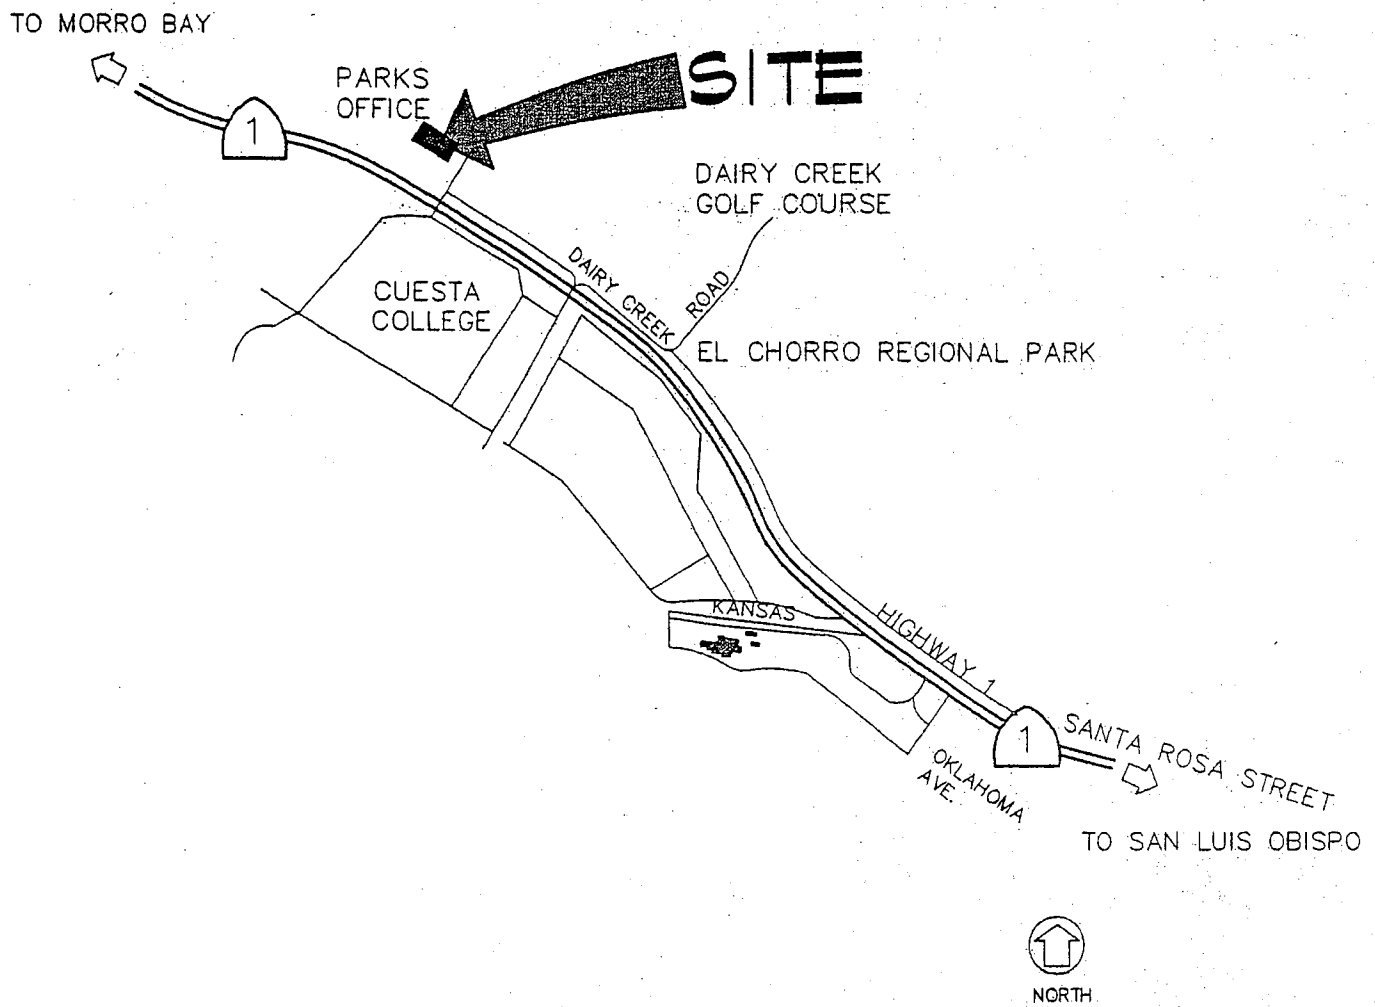 TO MORRO BAY
1
PARKS
OFFICE
SITE
DAIRY CREEK
GOLF COURSE
DAIRY CREEK
ROAD
CUESTA
COLLEGE
EL CHORRO REGIONAL PARK
KANSAS
HIGHWAY 1
1
SANTA ROSA STREET
OKLAHOMA
AVE.
TO SAN LUIS OBISPO
NORTH